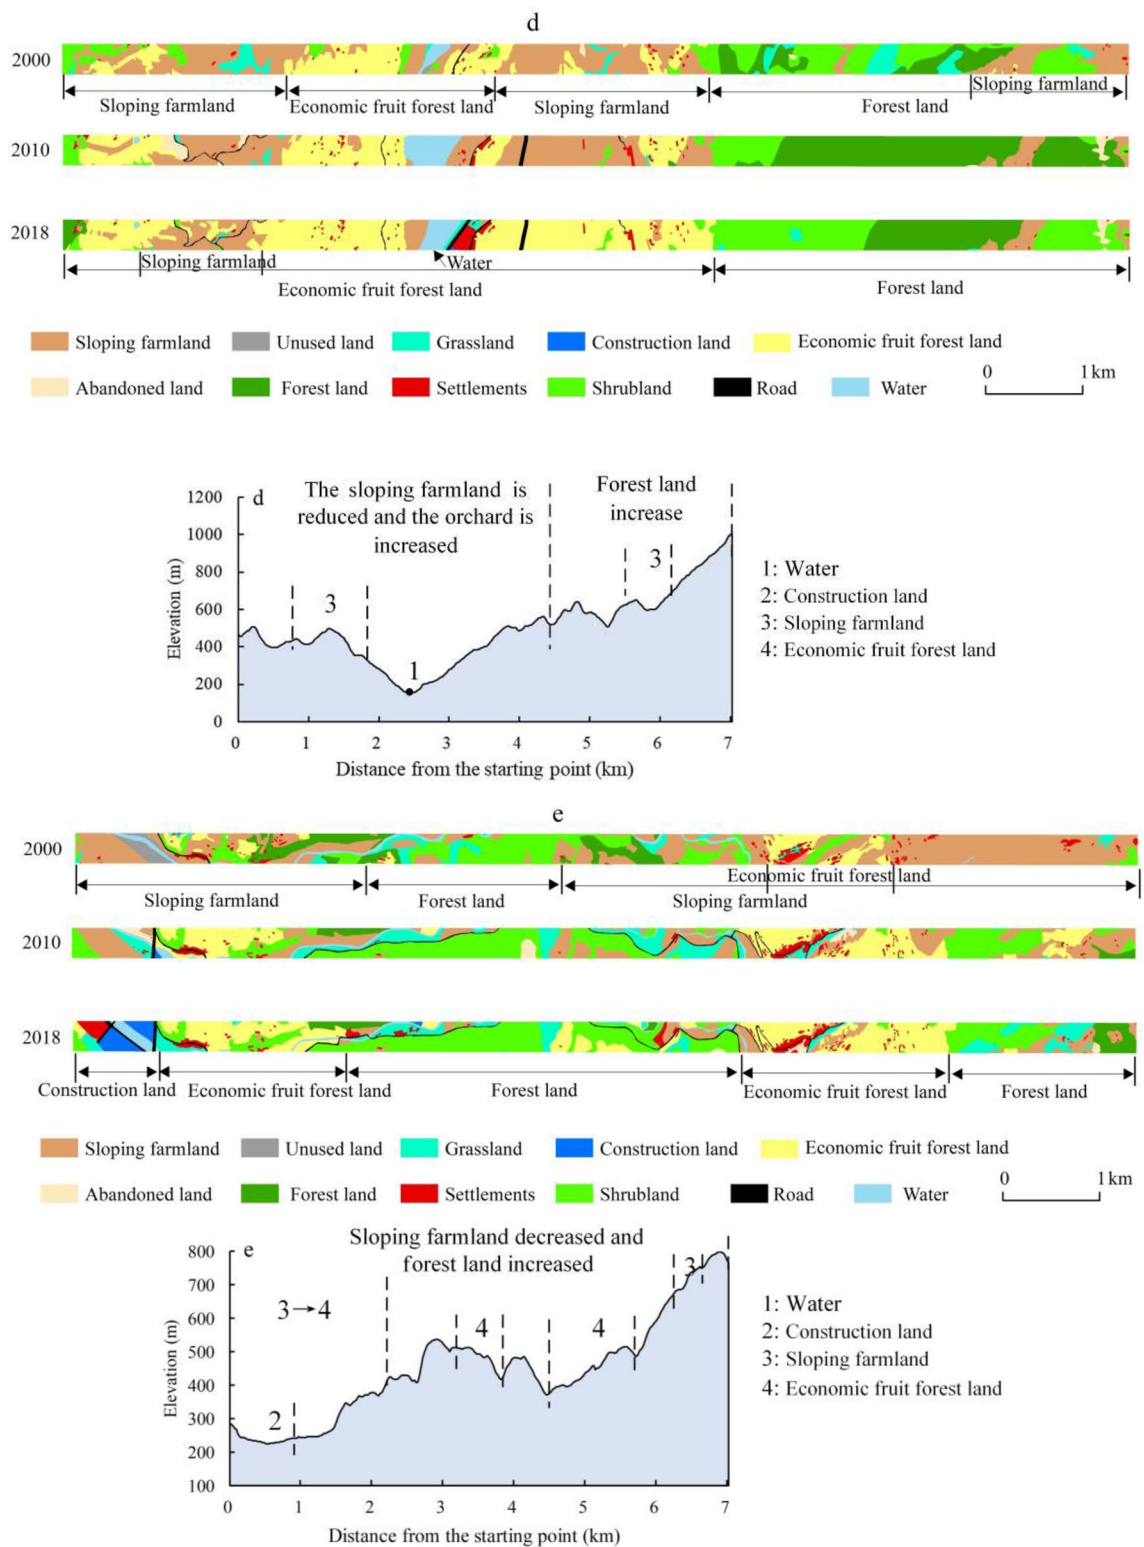 d
2000
Sloping farmland
Economic fruit forest land
Sloping farmland
Forest land
Sloping farmland
2010
2018
Sloping farmland
Water
Economic fruit forest land
Forest land
Sloping farmland
Unused land
Grassland
Construction land
Economic fruit forest land
Abandoned land
Forest land
Settlements
Shrubland
Road
Water
0 1 km
d
The sloping farmland is
reduced and the orchard is
increased
Forest land
increase
3
3
1
1200
1000
800
600
400
200
0
Elevation (m)
0 1 2 3 4 5 6 7
Distance from the starting point (km)
1: Water
2: Construction land
3: Sloping farmland
4: Economic fruit forest land
e
2000
Economic fruit forest land
Sloping farmland
Forest land
Sloping farmland
2010
2018
Construction land
Economic fruit forest land
Forest land
Economic fruit forest land
Forest land
Sloping farmland
Unused land
Grassland
Construction land
Economic fruit forest land
Abandoned land
Forest land
Settlements
Shrubland
Road
Water
0 1 km
e
Sloping farmland decreased and
forest land increased
3
3→4
4
4
2
800
700
600
500
400
300
200
100
Elevation (m)
0 1 2 3 4 5 6 7
Distance from the starting point (km)
1: Water
2: Construction land
3: Sloping farmland
4: Economic fruit forest land